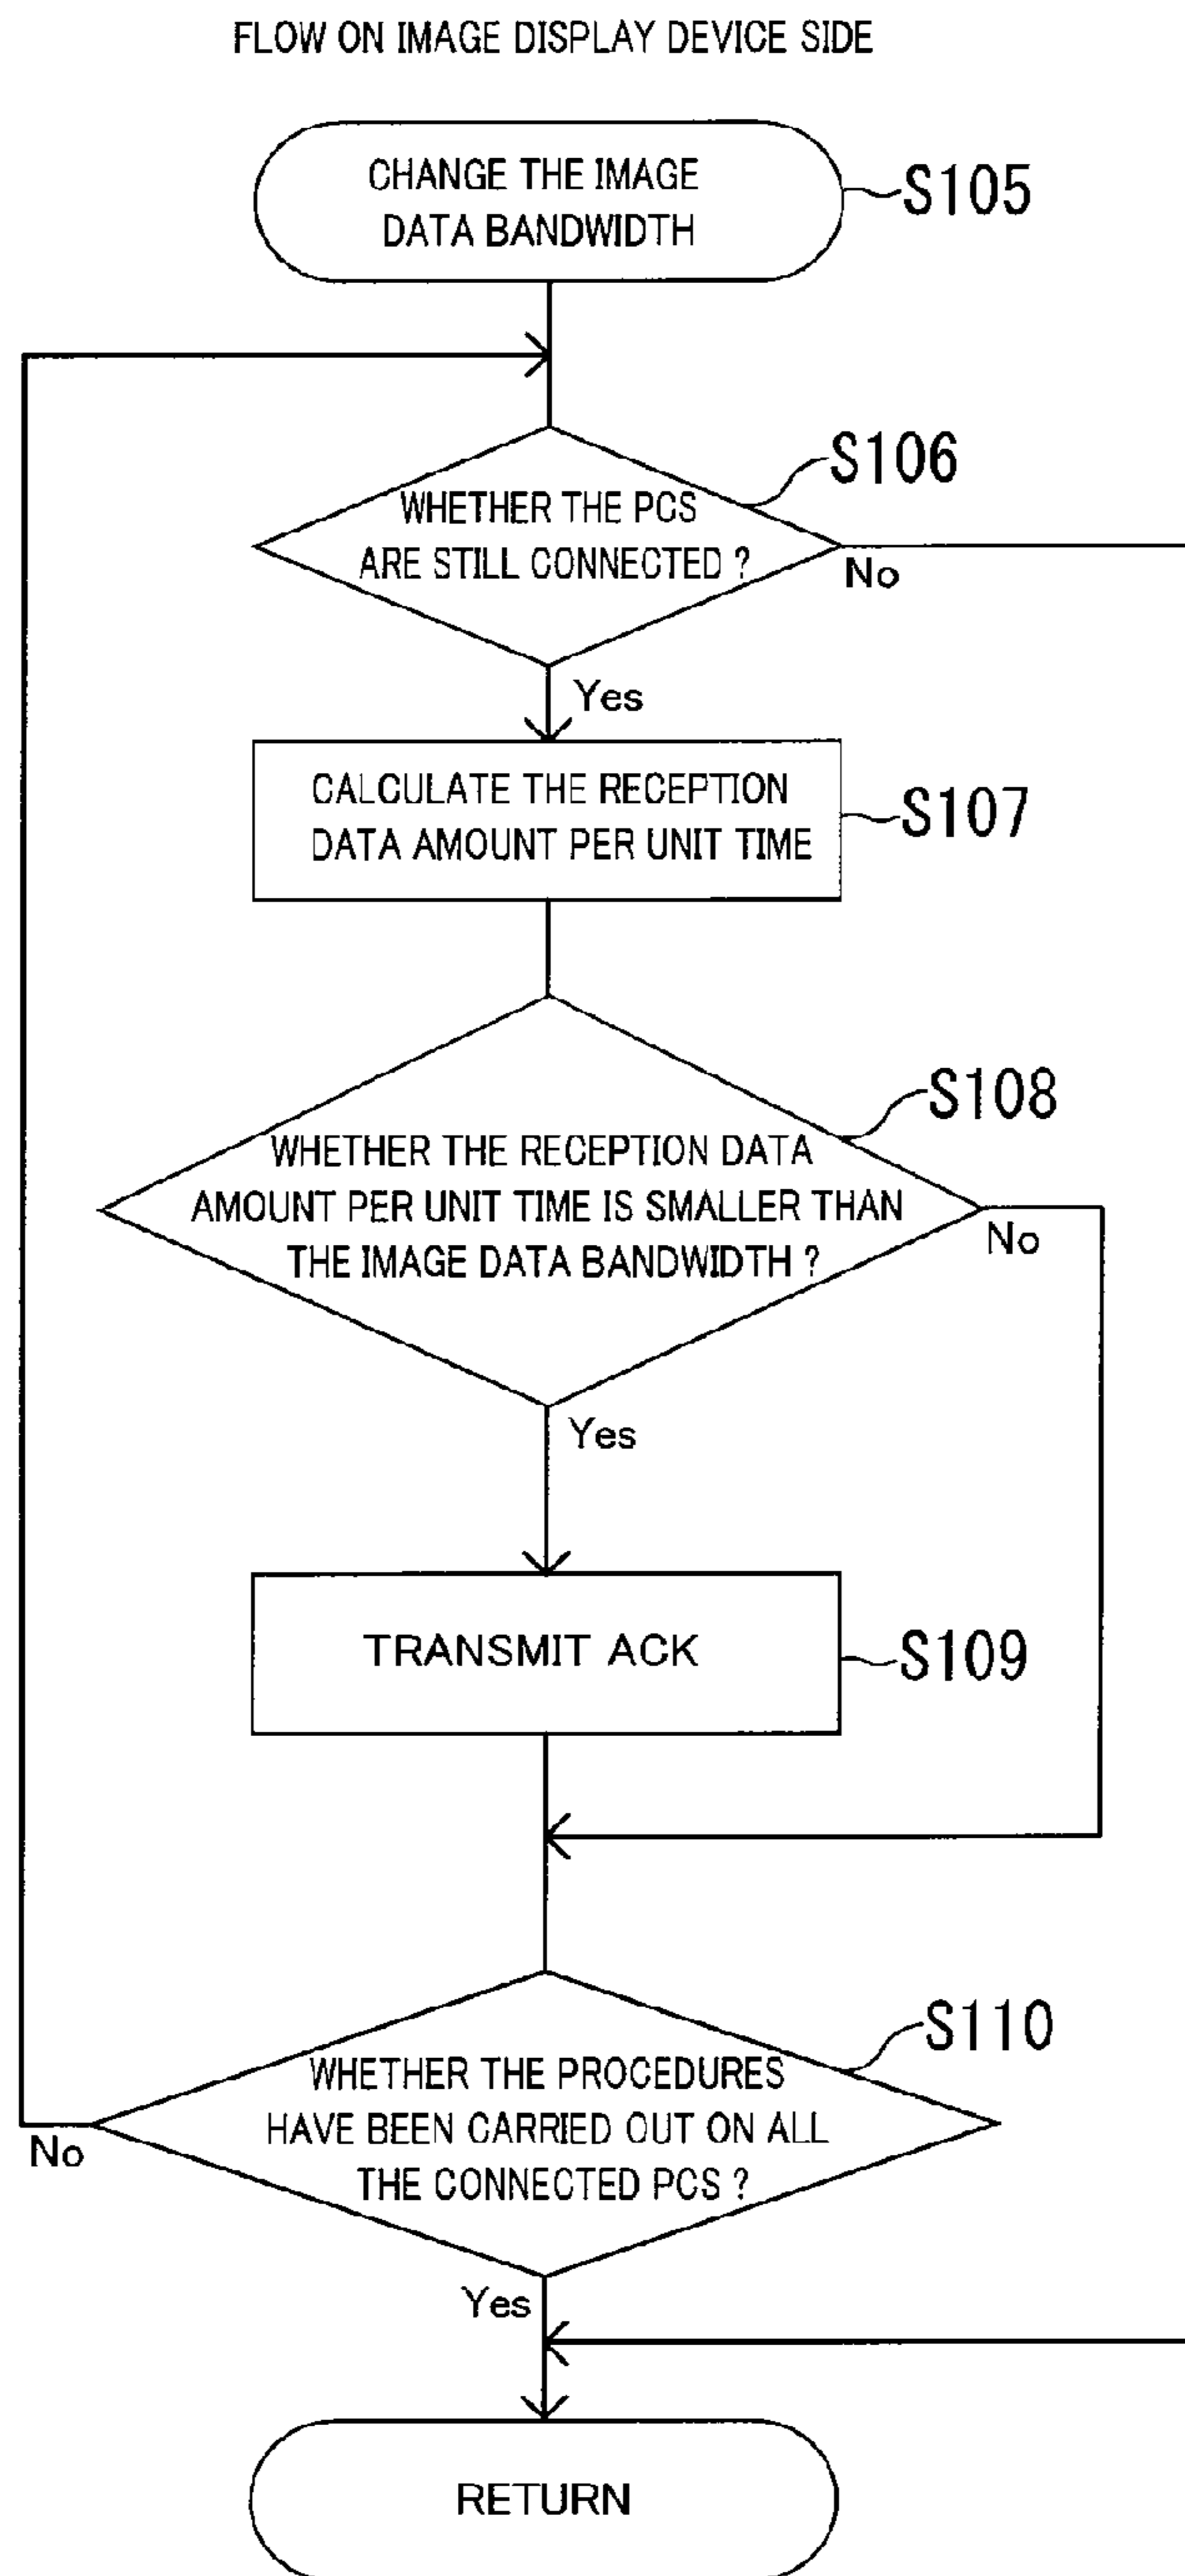 FLOW ON IMAGE DISPLAY DEVICE SIDE
CHANGE THE IMAGE
DATA BANDWIDTH
S105
S106
WHETHER THE PCS
ARE STILL CONNECTED ?
No
Yes
CALCULATE THE RECEPTION
DATA AMOUNT PER UNIT TIME
S107
S108
WHETHER THE RECEPTION DATA
AMOUNT PER UNIT TIME IS SMALLER THAN
THE IMAGE DATA BANDWIDTH ?
No
Yes
TRANSMIT ACK
S109
S110
WHETHER THE PROCEDURES
HAVE BEEN CARRIED OUT ON ALL
THE CONNECTED PCS ?
No
Yes
RETURN